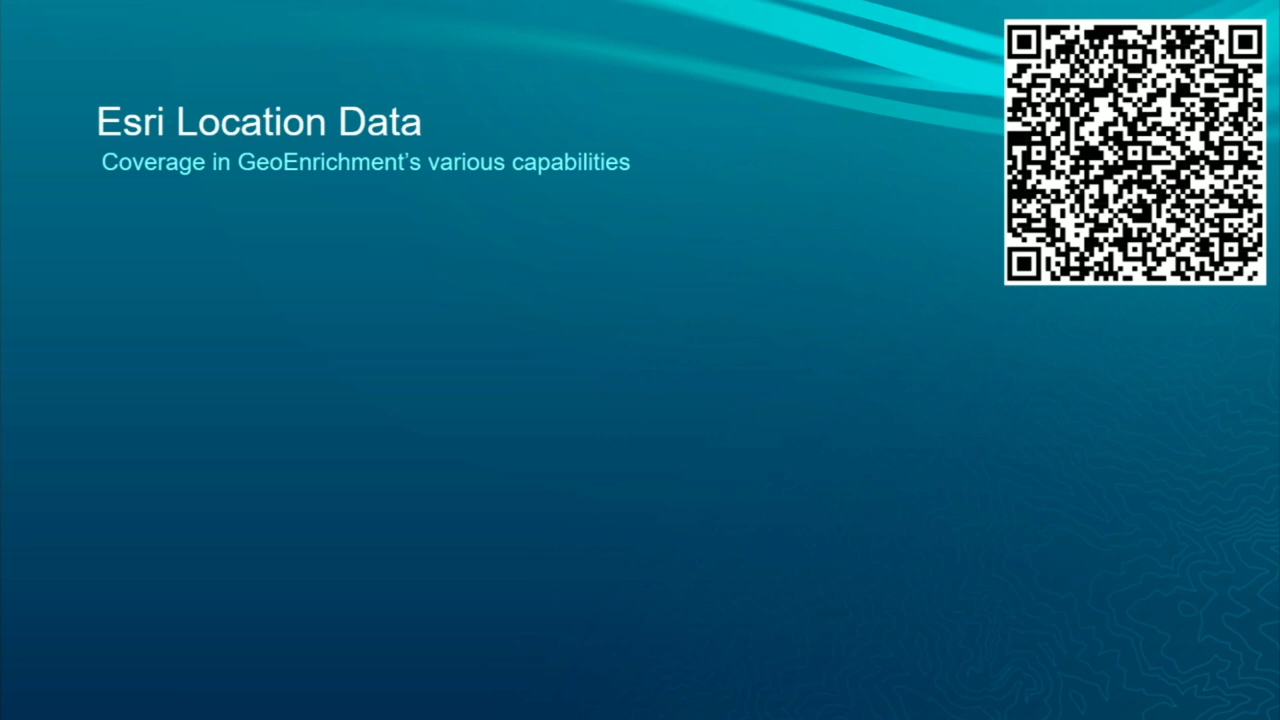 Esri Location Data
Coverage in GeoEnrichment’s various capabilities